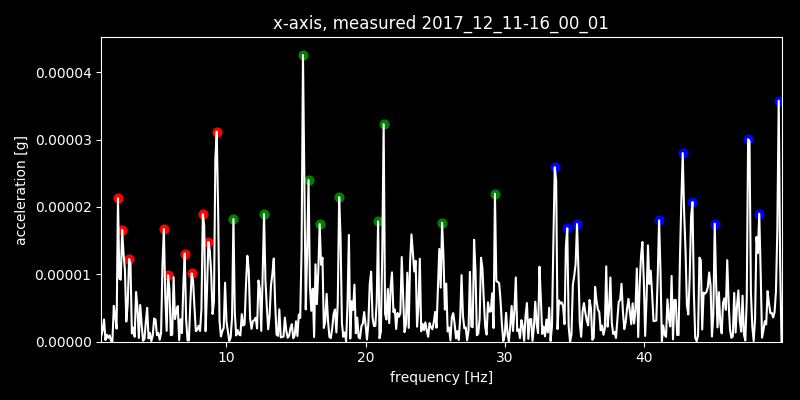 x-axis, measured 2017_12_11-16_00_01
0.00004
0.00003
0.00002
0.00001
0.00000
acceleration [g]
10 20 30 40
frequency [Hz]